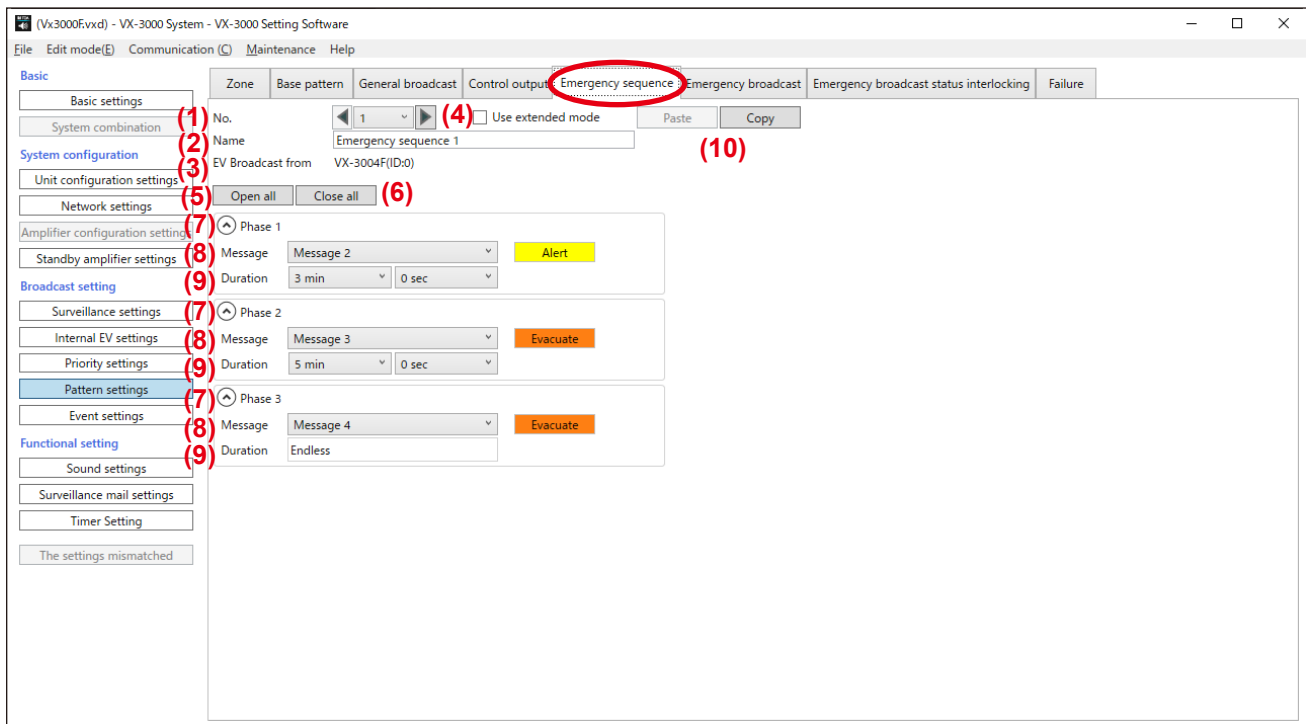 (Vx3000F.vxd) - VX-3000 System - VX-3000 Setting Software
File Edit mode(E) Communication (C) Maintenance Help
Basic
Basic settings
System combination
System configuration
Unit configuration settings
Network settings
Amplifier configuration settings
Standby amplifier settings
Broadcast setting
Surveillance settings
Internal EV settings
Priority settings
Pattern settings
Event settings
Functional setting
Sound settings
Surveillance mail settings
Timer Setting
The settings mismatched
Zone Base pattern General broadcast Control output Emergency sequence Emergency broadcast Emergency broadcast status interlocking Failure
(1) No. 1 (4) Use extended mode Paste Copy
(2) Name Emergency sequence 1 (10)
(3) EV Broadcast from VX-3004F(ID:0)
(5) Open all Close all (6)
(7) Phase 1
(8) Message Message 2 Alert
(9) Duration 3 min 0 sec
(7) Phase 2
(8) Message Message 3 Evacuate
(9) Duration 5 min 0 sec
(7) Phase 3
(8) Message Message 4 Evacuate
(9) Duration Endless